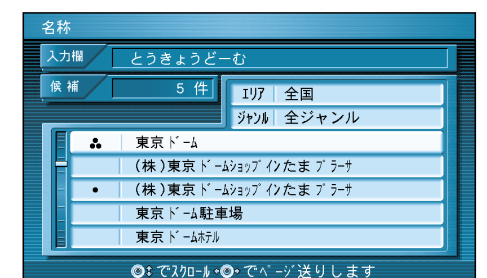 名称
入力欄 とうきょうどーむ
候補 5 件
エリア 全国
ジャンル 全ジャンル
東京ドーム
(株)東京ドームショップインたまプラーザ
(株)東京ドームショップインたまプラーザ
東京ドーム駐車場
東京ドームホテル
でスクロール・でページ送りします